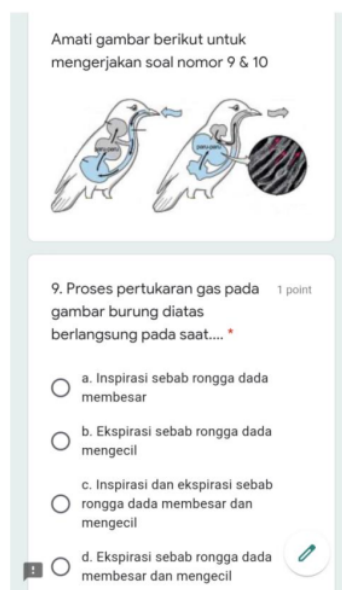 Amati gambar berikut untuk
mengerjakan soal nomor 9 & 10
9. Proses pertukaran gas pada 1 point
gambar burung diatas
berlangsung pada saat.... *
a. Inspirasi sebab rongga dada
membesar
b. Ekspirasi sebab rongga dada
mengecil
c. Inspirasi dan ekspirasi sebab
rongga dada membesar dan
mengecil
d. Ekspirasi sebab rongga dada
membesar dan mengecil